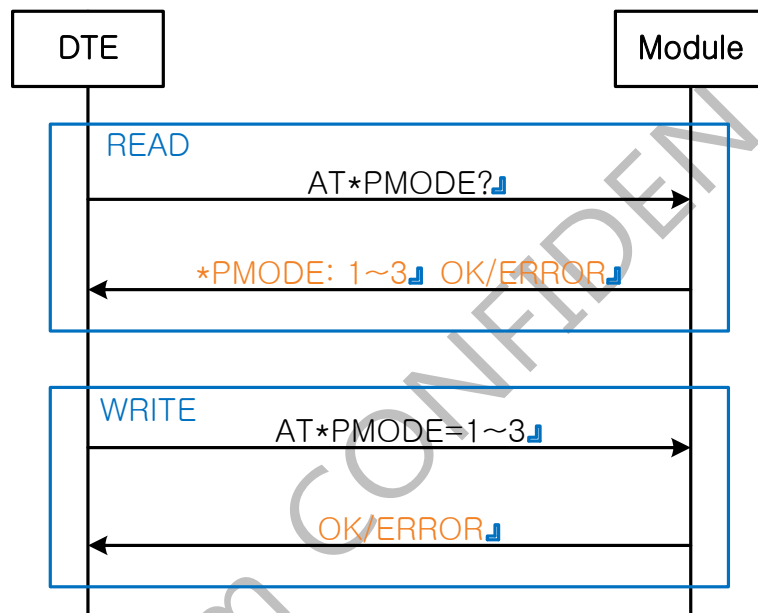 DTE
Module
READ
AT*PMODE?╝
*PMODE: 1~3╝ OK/ERROR╝
WRITE
AT*PMODE=1~3╝
OK/ERROR╝
m CONFIDEN